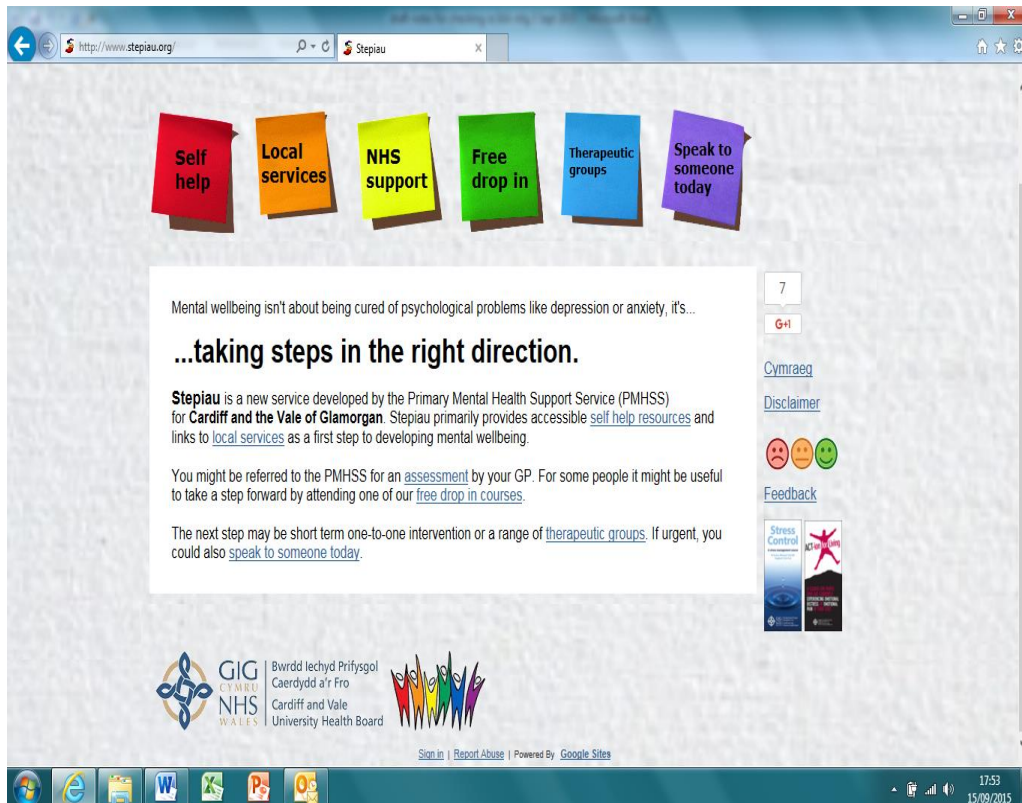 http://www.stepiau.org/
Stepiau
Self
help
Local
services
NHS
support
Free
drop in
Therapeutic
groups
Speak to
someone
today
7
G+1
Mental wellbeing isn't about being cured of psychological problems like depression or anxiety, it's...
...taking steps in the right direction.
Stepiau is a new service developed by the Primary Mental Health Support Service (PMHSS)
for Cardiff and the Vale of Glamorgan. Stepiau primarily provides accessible self help resources and
links to local services as a first step to developing mental wellbeing.
You might be referred to the PMHSS for an assessment by your GP. For some people it might be useful
to take a step forward by attending one of our free drop in courses.
The next step may be short term one-to-one intervention or a range of therapeutic groups. If urgent, you
could also speak to someone today.
Cymraeg
Disclaimer
Feedback
Stress
Control
GIG
CYMRU
NHS
WALES
Bwrdd Iechyd Prifysgol
Caerdydd a'r Fro
Cardiff and Vale
University Health Board
Sign in | Report Abuse | Powered By Google Sites
17:53
15/09/2015